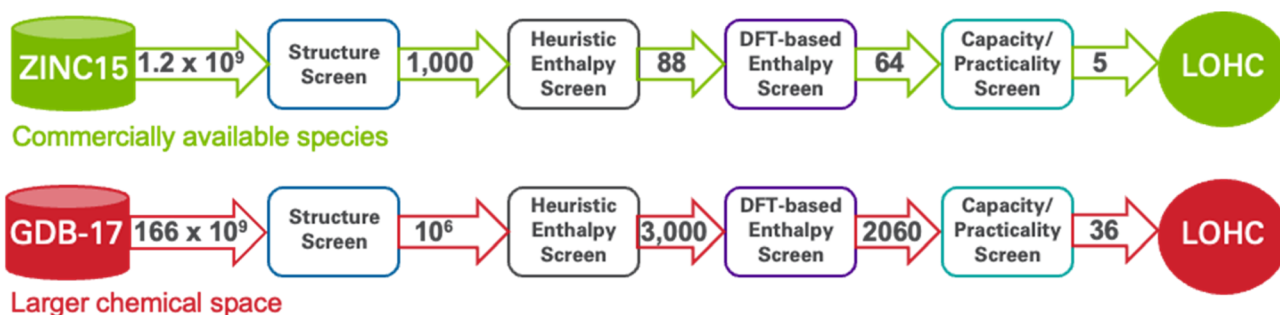 ZINC15
1.2 x 10⁹
Structure
Screen
1,000
Heuristic
Enthalpy
Screen
88
DFT-based
Enthalpy
Screen
64
Capacity/
Practicality
Screen
5
LOHC
Commercially available species
GDB-17
166 x 10⁹
Structure
Screen
10⁶
Heuristic
Enthalpy
Screen
3,000
DFT-based
Enthalpy
Screen
2060
Capacity/
Practicality
Screen
36
LOHC
Larger chemical space